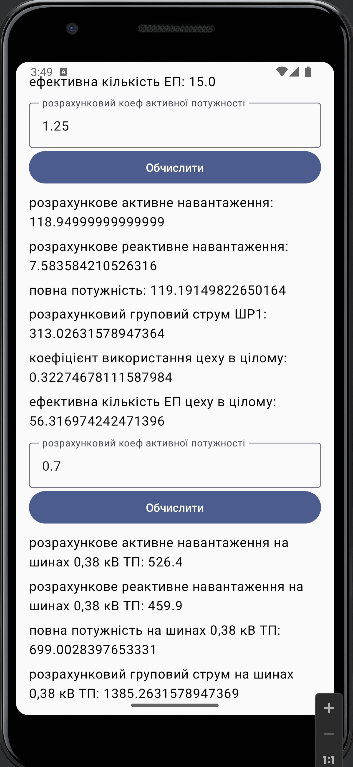 3:49
ефективна кількість ЕП: 15.0
розрахунковий коеф активної потужності
1.25
Обчислити
розрахункове активне навантаження:
118.94999999999999
розрахункове реактивне навантаження:
7.583584210526316
повна потужність: 119.19149822650164
розрахунковий груповий струм ШР1:
313.02631578947364
коефіцієнт використання цеху в цілому:
0.32274678111587984
ефективна кількість ЕП цеху в цілому:
56.316974242471396
розрахунковий коеф активної потужності
0.7
Обчислити
розрахункове активне навантаження на
шинах 0,38 кВ ТП: 526.4
розрахункове реактивне навантаження на
шинах 0,38 кВ ТП: 459.9
повна потужність на шинах 0,38 кВ ТП:
699.0028397653331
розрахунковий груповий струм на шинах
0,38 кВ ТП: 1385.2631578947369
1:1